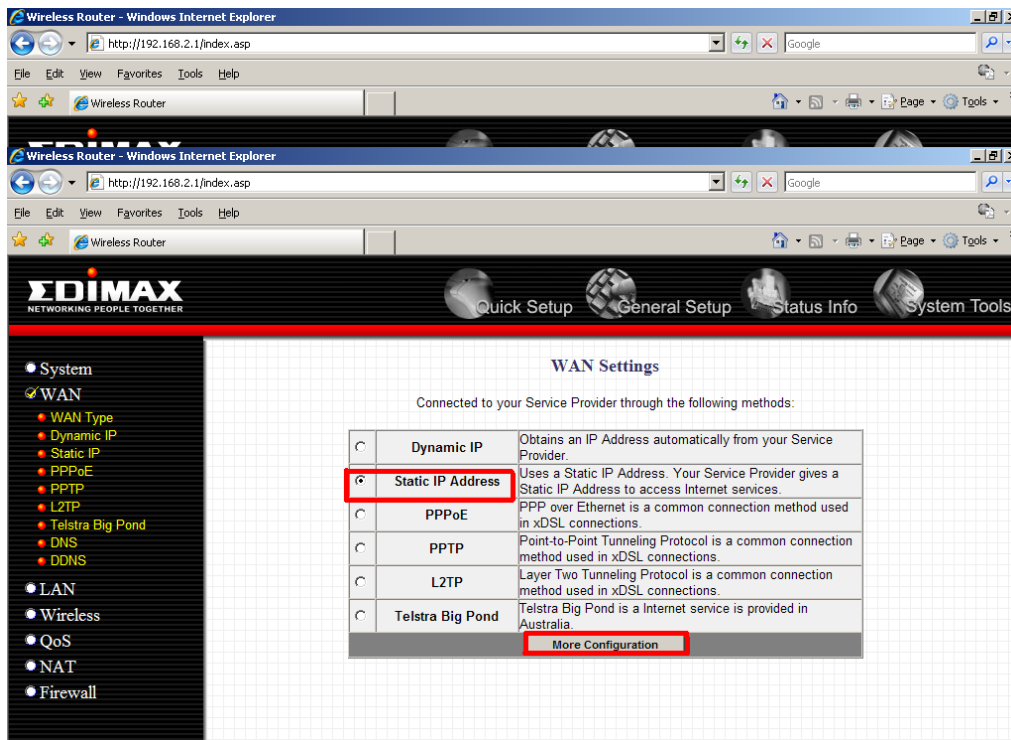 Wireless Router - Windows Internet Explorer
http://192.168.2.1/index.asp
Google
File Edit View Favorites Tools Help
Wireless Router
Page Tools
Wireless Router - Windows Internet Explorer
http://192.168.2.1/index.asp
Google
File Edit View Favorites Tools Help
Wireless Router
Page Tools
EDIMAX
NETWORKING PEOPLE TOGETHER
Quick Setup General Setup Status Info System Tools
System
WAN
WAN Type
Dynamic IP
Static IP
PPPoE
PPTP
L2TP
Telstra Big Pond
DNS
DDNS
LAN
Wireless
QoS
NAT
Firewall
WAN Settings
Connected to your Service Provider through the following methods:
Dynamic IP
Obtains an IP Address automatically from your Service
Provider.
Static IP Address
Uses a Static IP Address. Your Service Provider gives a
Static IP Address to access Internet services.
PPPoE
PPP over Ethernet is a common connection method used
in xDSL connections.
PPTP
Point-to-Point Tunneling Protocol is a common connection
method used in xDSL connections.
L2TP
Layer Two Tunneling Protocol is a common connection
method used in xDSL connections.
Telstra Big Pond
Telstra Big Pond is a Internet service is provided in
Australia.
More Configuration